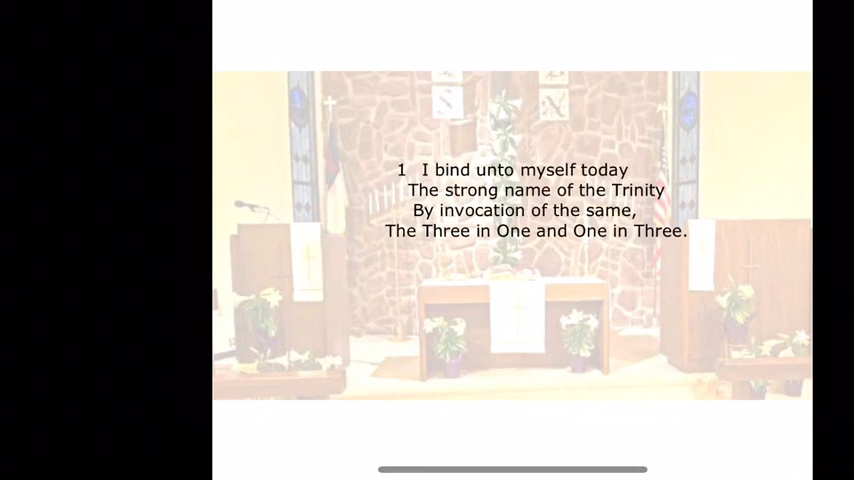 1 I bind unto myself today
The strong name of the Trinity
By invocation of the same,
The Three in One and One in Three.